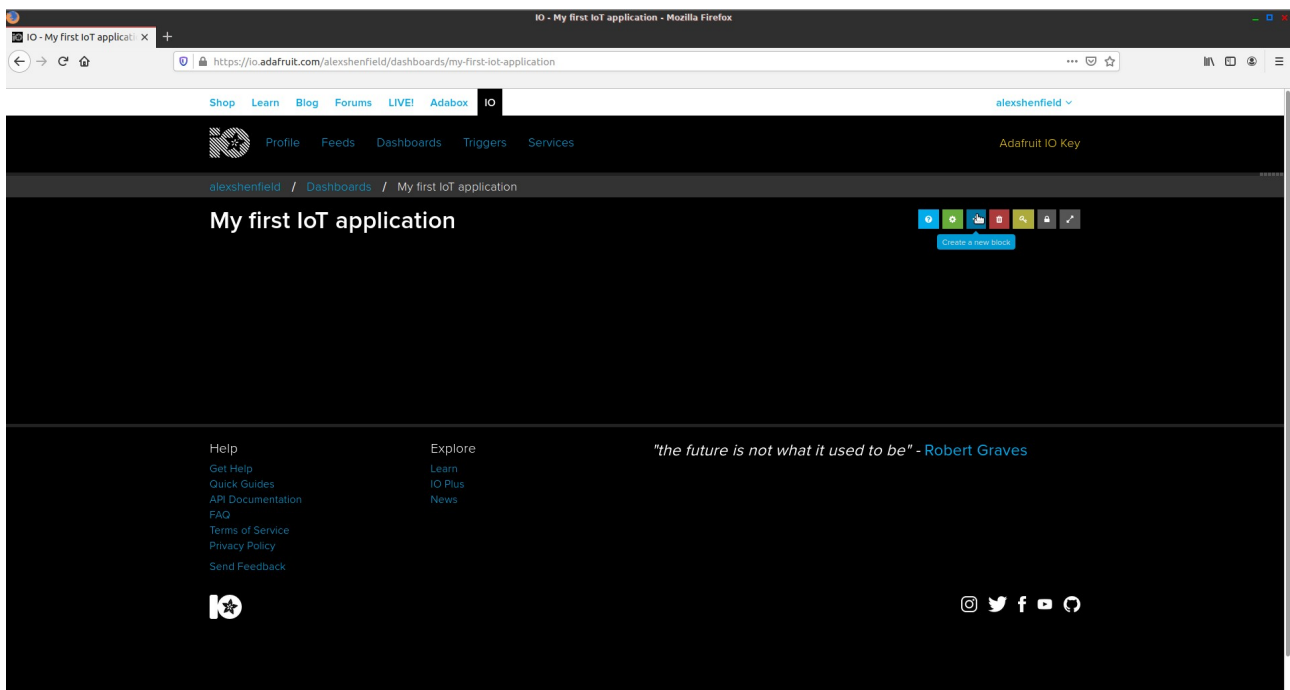 IO - My first IoT application - Mozilla Firefox
IO - My first IoT applicati
https://io.adafruit.com/alexshenfield/dashboards/my-first-iot-application
Shop Learn Blog Forums LIVE! Adabox IO alexshenfield
Profile Feeds Dashboards Triggers Services Adafruit IO Key
alexshenfield / Dashboards / My first IoT application
My first IoT application
Create a new block
Help
Get Help
Quick Guides
API Documentation
FAQ
Terms of Service
Privacy Policy
Send Feedback
Explore
Learn
IO Plus
News
"the future is not what it used to be" - Robert Graves